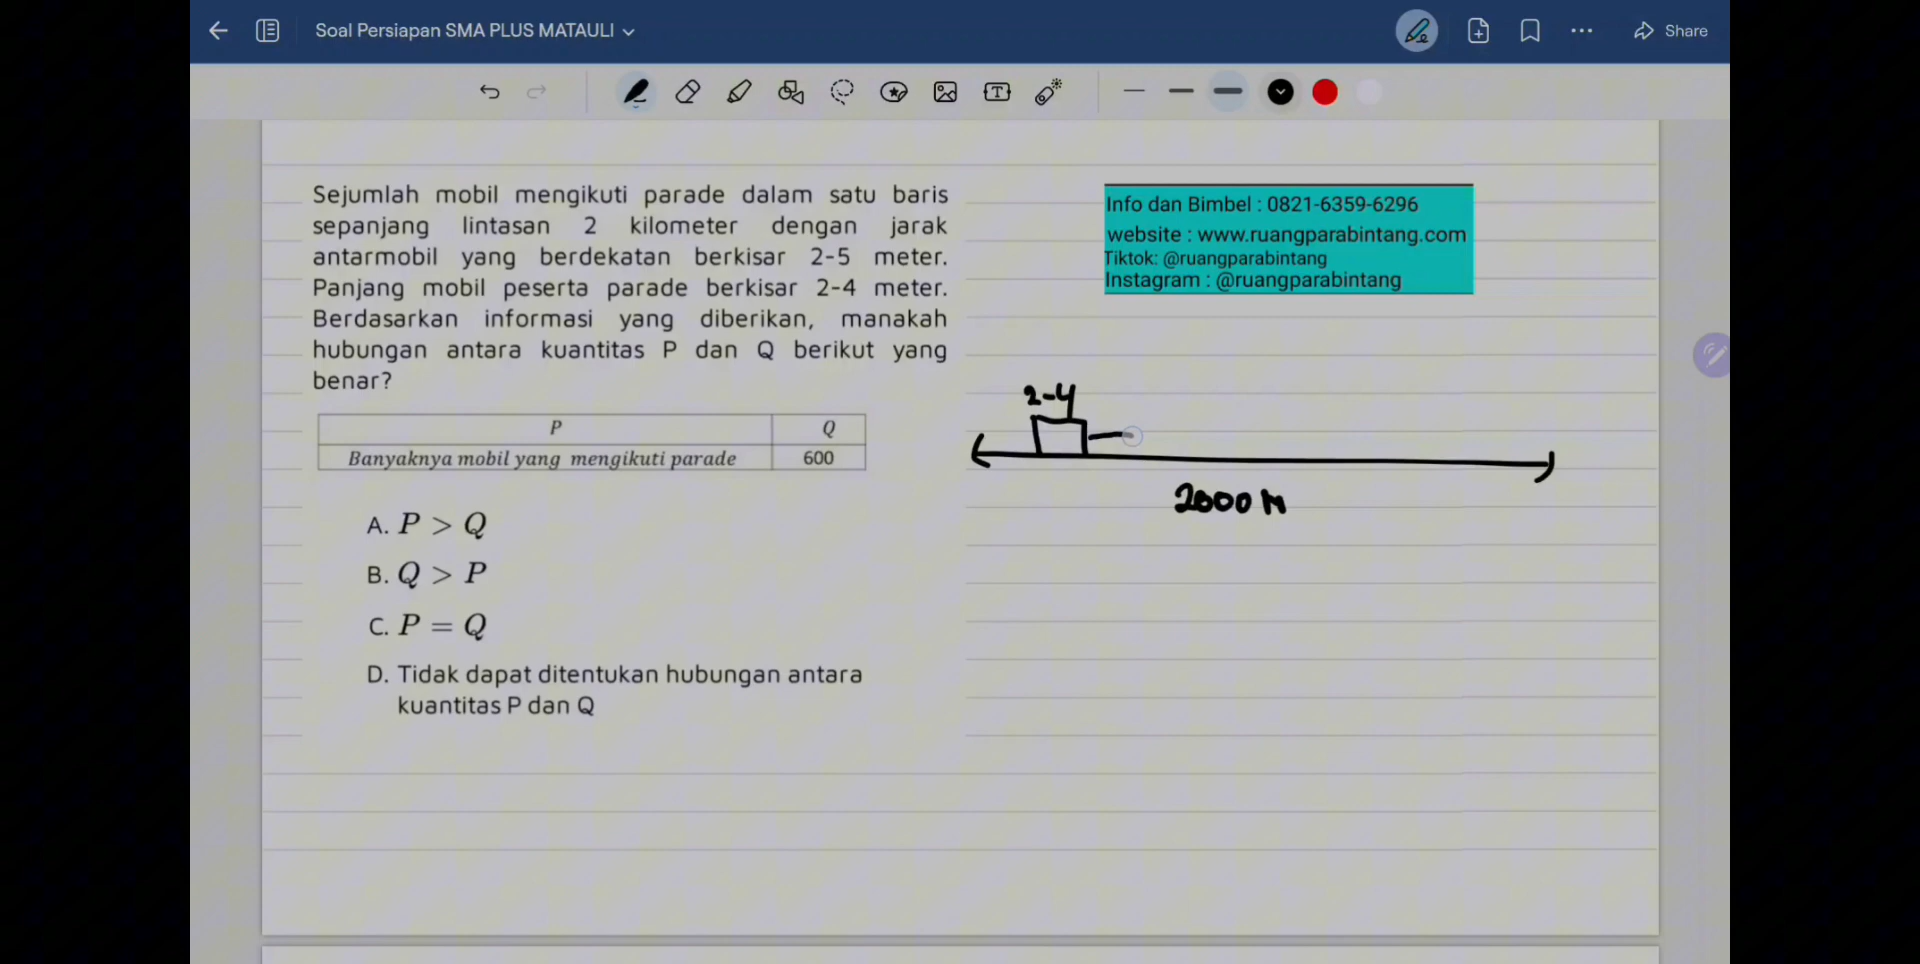 Soal Persiapan SMA PLUS MATAULI
Share
Sejumlah mobil mengikuti parade dalam satu baris
sepanjang lintasan 2 kilometer dengan jarak
antarmobil yang berdekatan berkisar 2-5 meter.
Panjang mobil peserta parade berkisar 2-4 meter.
Berdasarkan informasi yang diberikan, manakah
hubungan antara kuantitas P dan Q berikut yang
benar?
P Q
Banyaknya mobil yang mengikuti parade 600
A. P > Q
B. Q > P
C. P = Q
D. Tidak dapat ditentukan hubungan antara
kuantitas P dan Q
Info dan Bimbel : 0821-6359-6296
website : www.ruangparabintang.com
Tiktok: @ruangparabintang
Instagram : @ruangparabintang
2-4
2000 M